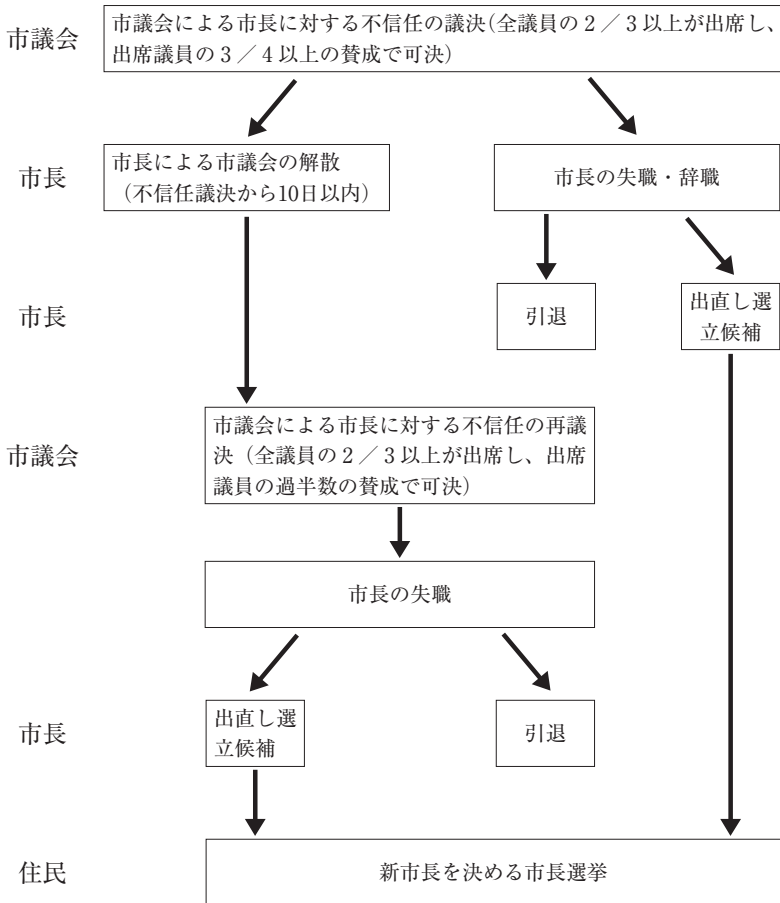 市議会
市議会による市長に対する不信任の議決(全議員の２／３以上が出席し、
出席議員の３／４以上の賛成で可決）
市長
市長による市議会の解散
（不信任議決から10日以内）
市長の失職・辞職
市長
引退
出直し選
立候補
市議会
市議会による市長に対する不信任の再議
決（全議員の２／３以上が出席し、出席
議員の過半数の賛成で可決）
市長の失職
市長
出直し選
立候補
引退
住民
新市長を決める市長選挙